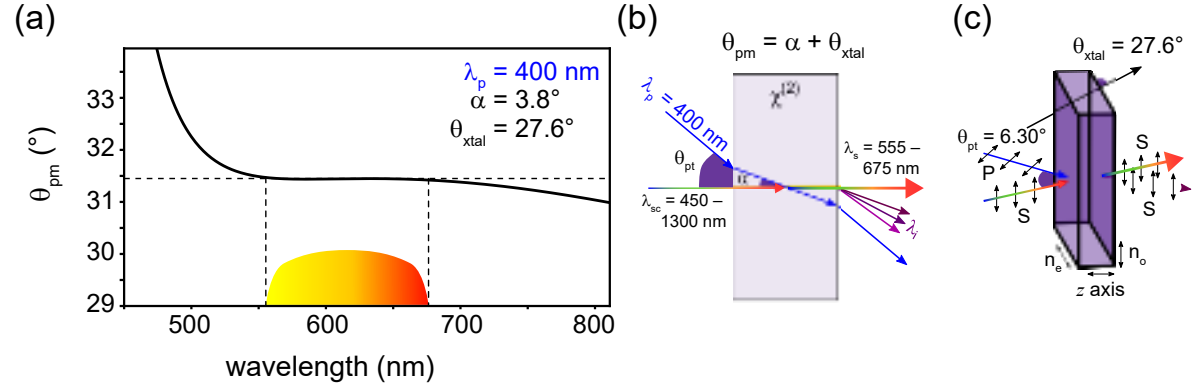 (a)
θpm (°)
33
32
31
30
29
500
600
700
800
wavelength (nm)
λp = 400 nm
α = 3.8°
θxtal = 27.6°
(b)
θpm = α + θxtal
χ(2)
λp = 400 nm
θpt
α
λsc = 450 –
1300 nm
λs = 555 –
675 nm
λi
(c)
θxtal = 27.6°
θpt = 6.30°
P
S
S
S
ne
no
z axis